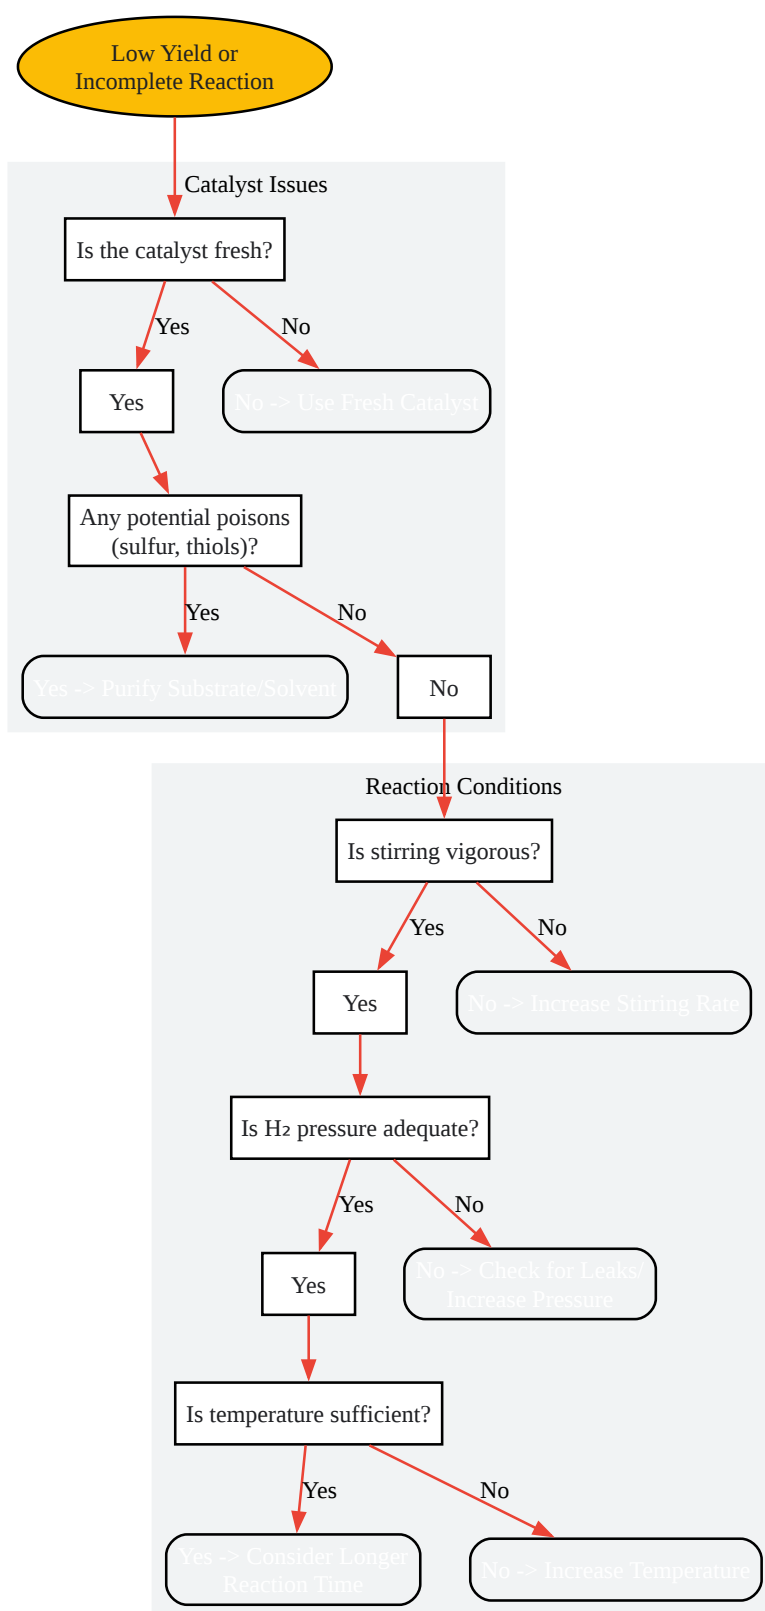 Low Yield or
Incomplete Reaction
Catalyst Issues
Is the catalyst fresh?
Yes
No
Yes
No -> Use Fresh Catalyst
Any potential poisons
(sulfur, thiols)?
Yes
No
Yes -> Purify Substrate/Solvent
No
Reaction Conditions
Is stirring vigorous?
Yes
No
Yes
No -> Increase Stirring Rate
Is H₂ pressure adequate?
Yes
No
Yes
No -> Check for Leaks/
Increase Pressure
Is temperature sufficient?
Yes
No
Yes -> Consider Longer
Reaction Time
No -> Increase Temperature